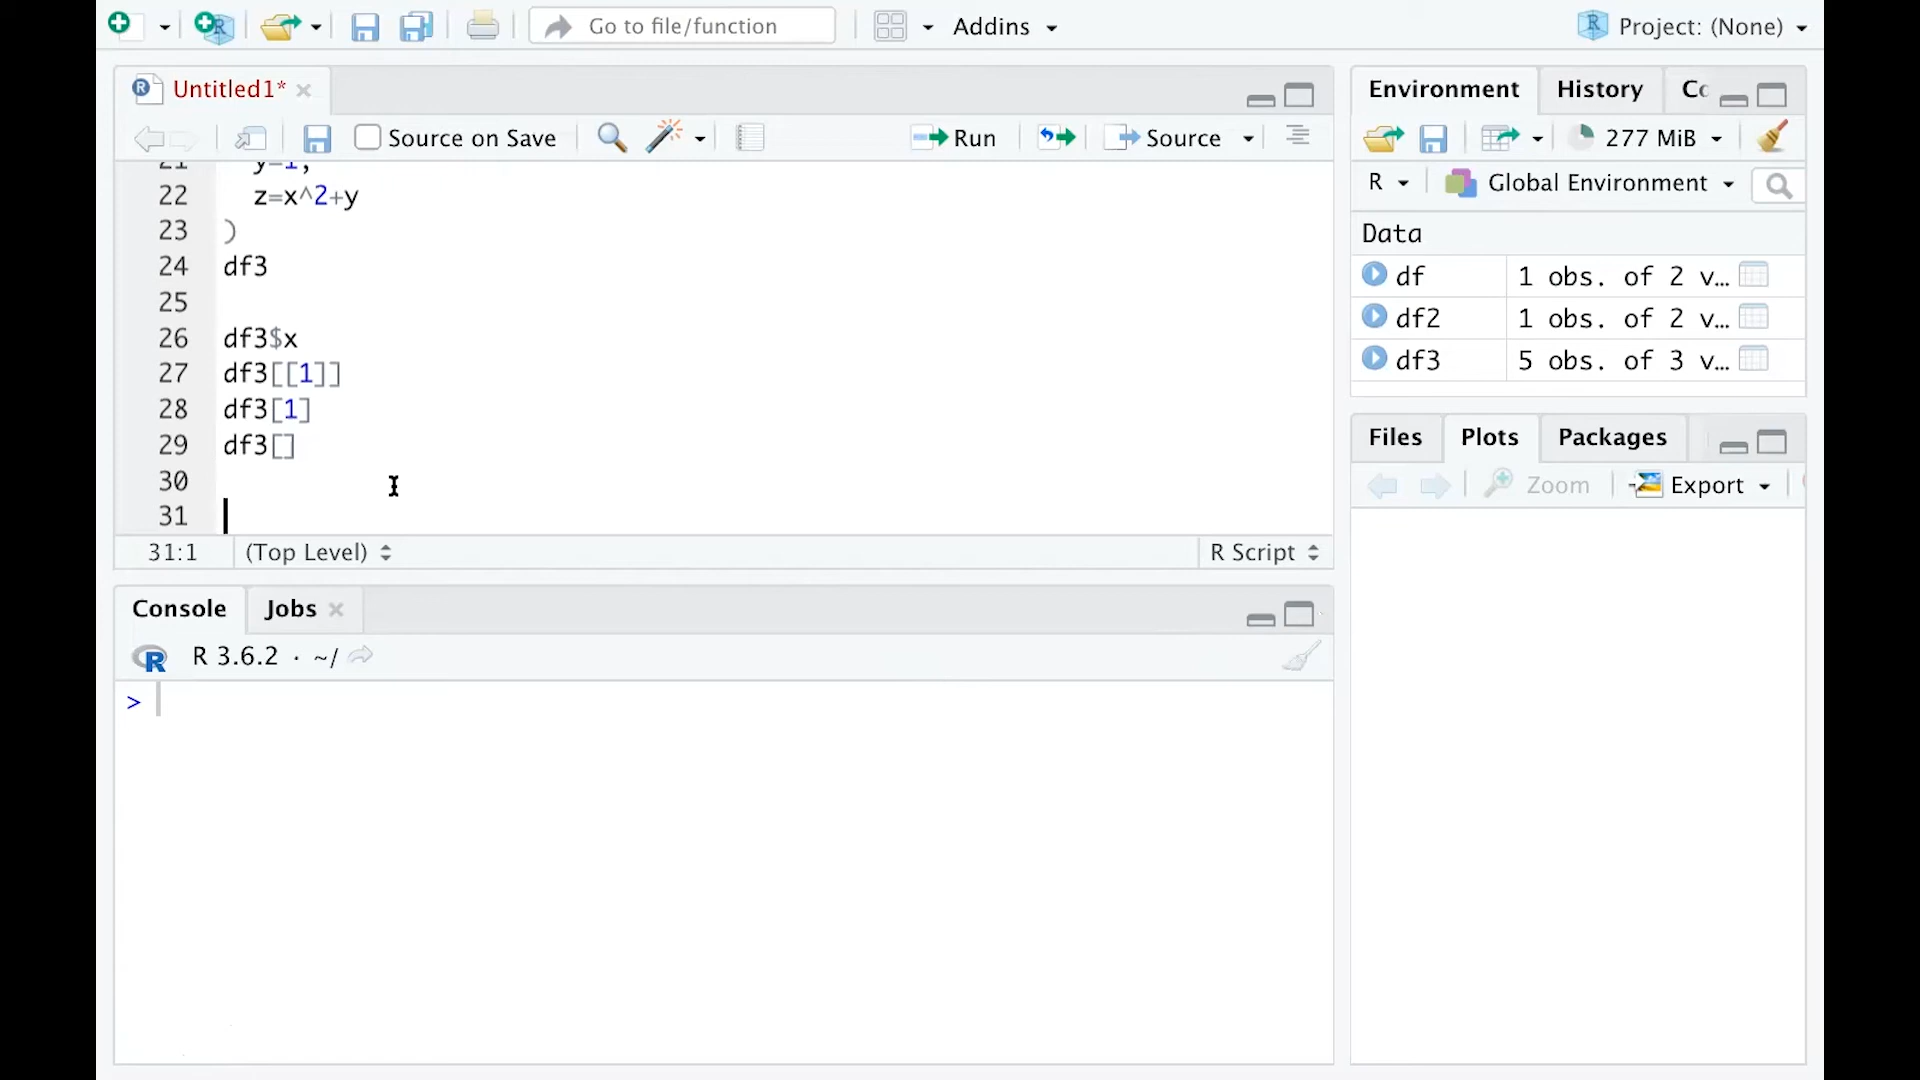 Go to file/function
Addins
Project: (None)
Untitled1*
Source on Save
Run
Source
21 y=1,
22 z=x^2+y
23 )
24 df3
25
26 df3$x
27 df3[[1]]
28 df3[1]
29 df3[]
30
31
31:1 (Top Level) R Script
Console Jobs
R 3.6.2 · ~/
>
Environment History
277 MiB
R Global Environment
Data
df 1 obs. of 2 v…
df2 1 obs. of 2 v…
df3 5 obs. of 3 v…
Files Plots Packages
Zoom Export